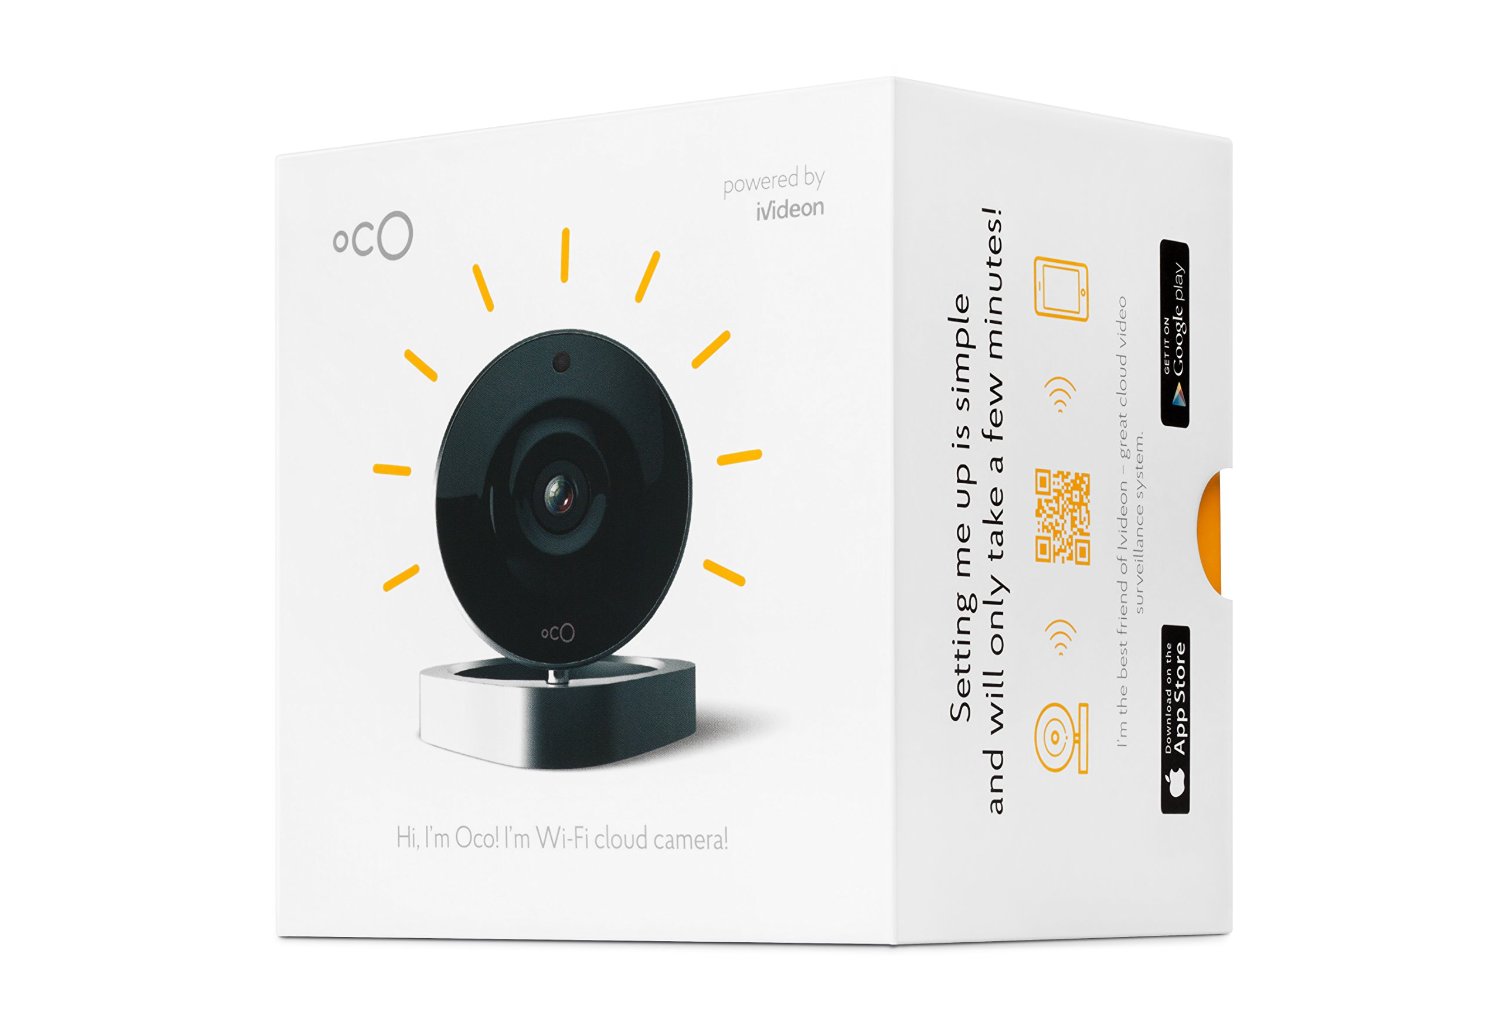 oco
powered by
ivideon
oco
Hi, I'm Oco! I'm Wi-Fi cloud camera!
Setting me up is simple
and will only take a few minutes!
I'm the best friend of Ivideon – great cloud video
surveillance system.
GET IT ON
Google play
Download on the
App Store